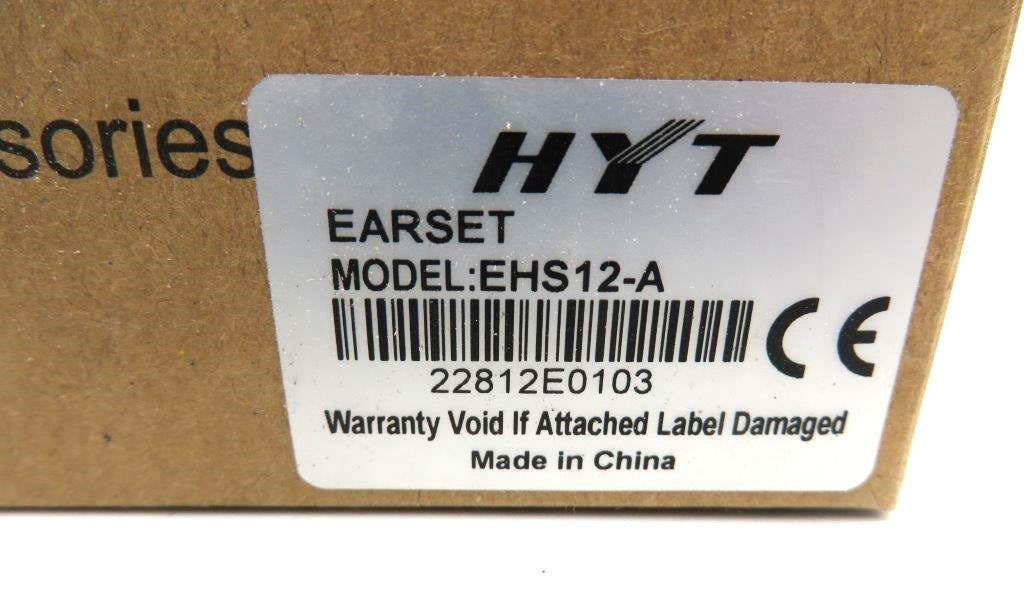 sories
HYT
EARSET
MODEL:EHS12-A
22812E0103
CE
Warranty Void If Attached Label Damaged
Made in China